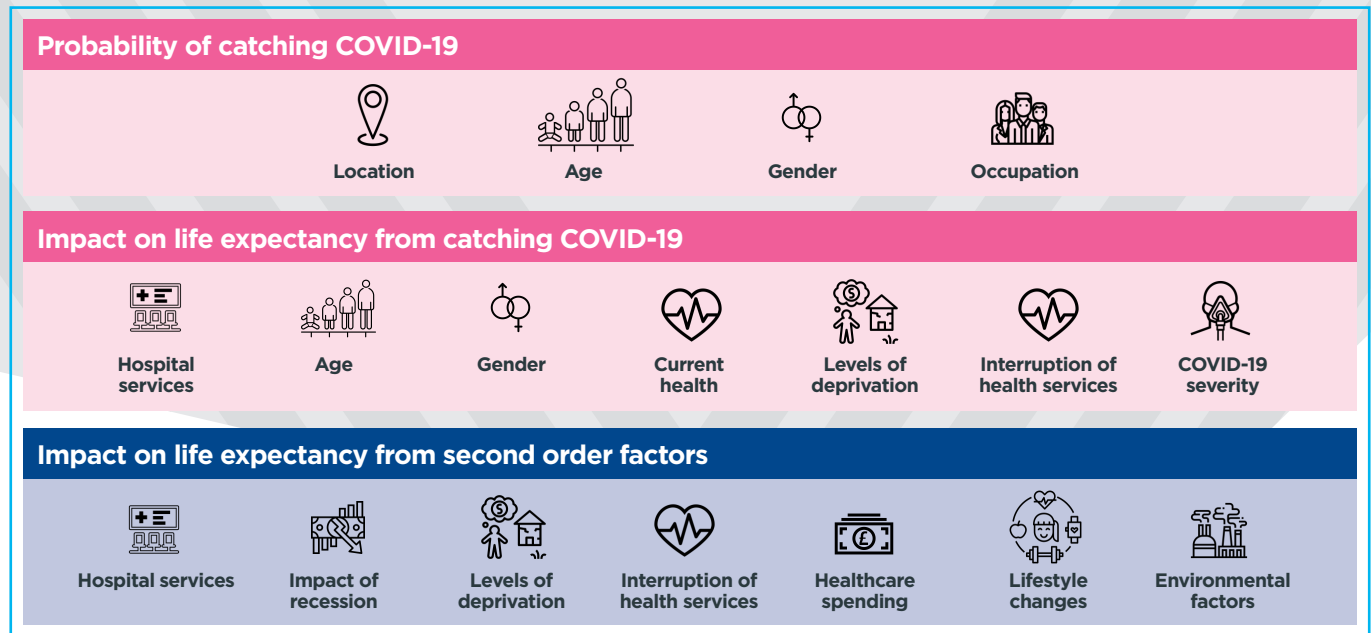 Probability of catching COVID-19
Location
Age
Gender
Occupation
Impact on life expectancy from catching COVID-19
Hospital
services
Age
Gender
Current
health
Levels of
deprivation
Interruption of
health services
COVID-19
severity
Impact on life expectancy from second order factors
Hospital services
Impact of
recession
Levels of
deprivation
Interruption of
health services
Healthcare
spending
Lifestyle
changes
Environmental
factors